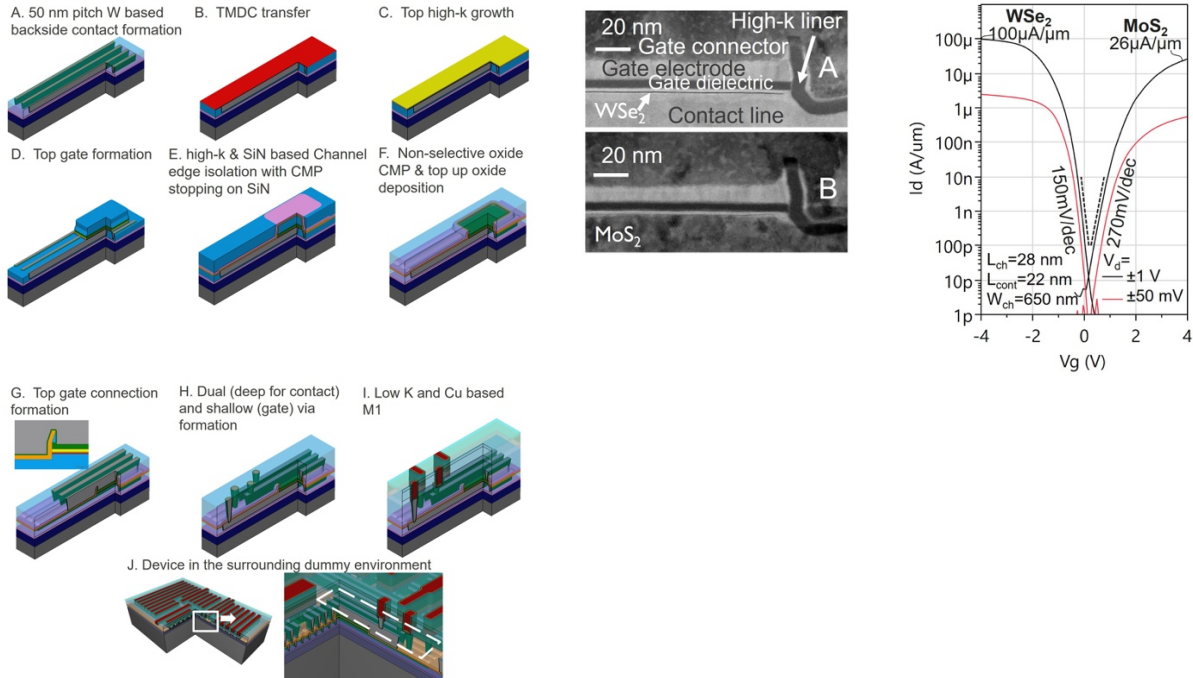 A. 50 nm pitch W based
backside contact formation
B. TMDC transfer
C. Top high-k growth
D. Top gate formation
E. high-k & SiN based Channel
edge isolation with CMP
stopping on SiN
F. Non-selective oxide
CMP & top up oxide
deposition
G. Top gate connection
formation
H. Dual (deep for contact)
and shallow (gate) via
formation
I. Low K and Cu based
M1
J. Device in the surrounding dummy environment
20 nm
High-k liner
Gate connector
Gate electrode
A
Gate dielectric
WSe2
Contact line
20 nm
B
MoS2
WSe2
100µA/µm
MoS2
26µA/µm
100µ
10µ
1µ
100n
10n
1n
100p
10p
1p
Id (A/um)
150mV/dec
270mV/dec
Lch=28 nm
Lcont=22 nm
Wch=650 nm
Vd=
±1 V
±50 mV
-4
-2
0
2
4
Vg (V)